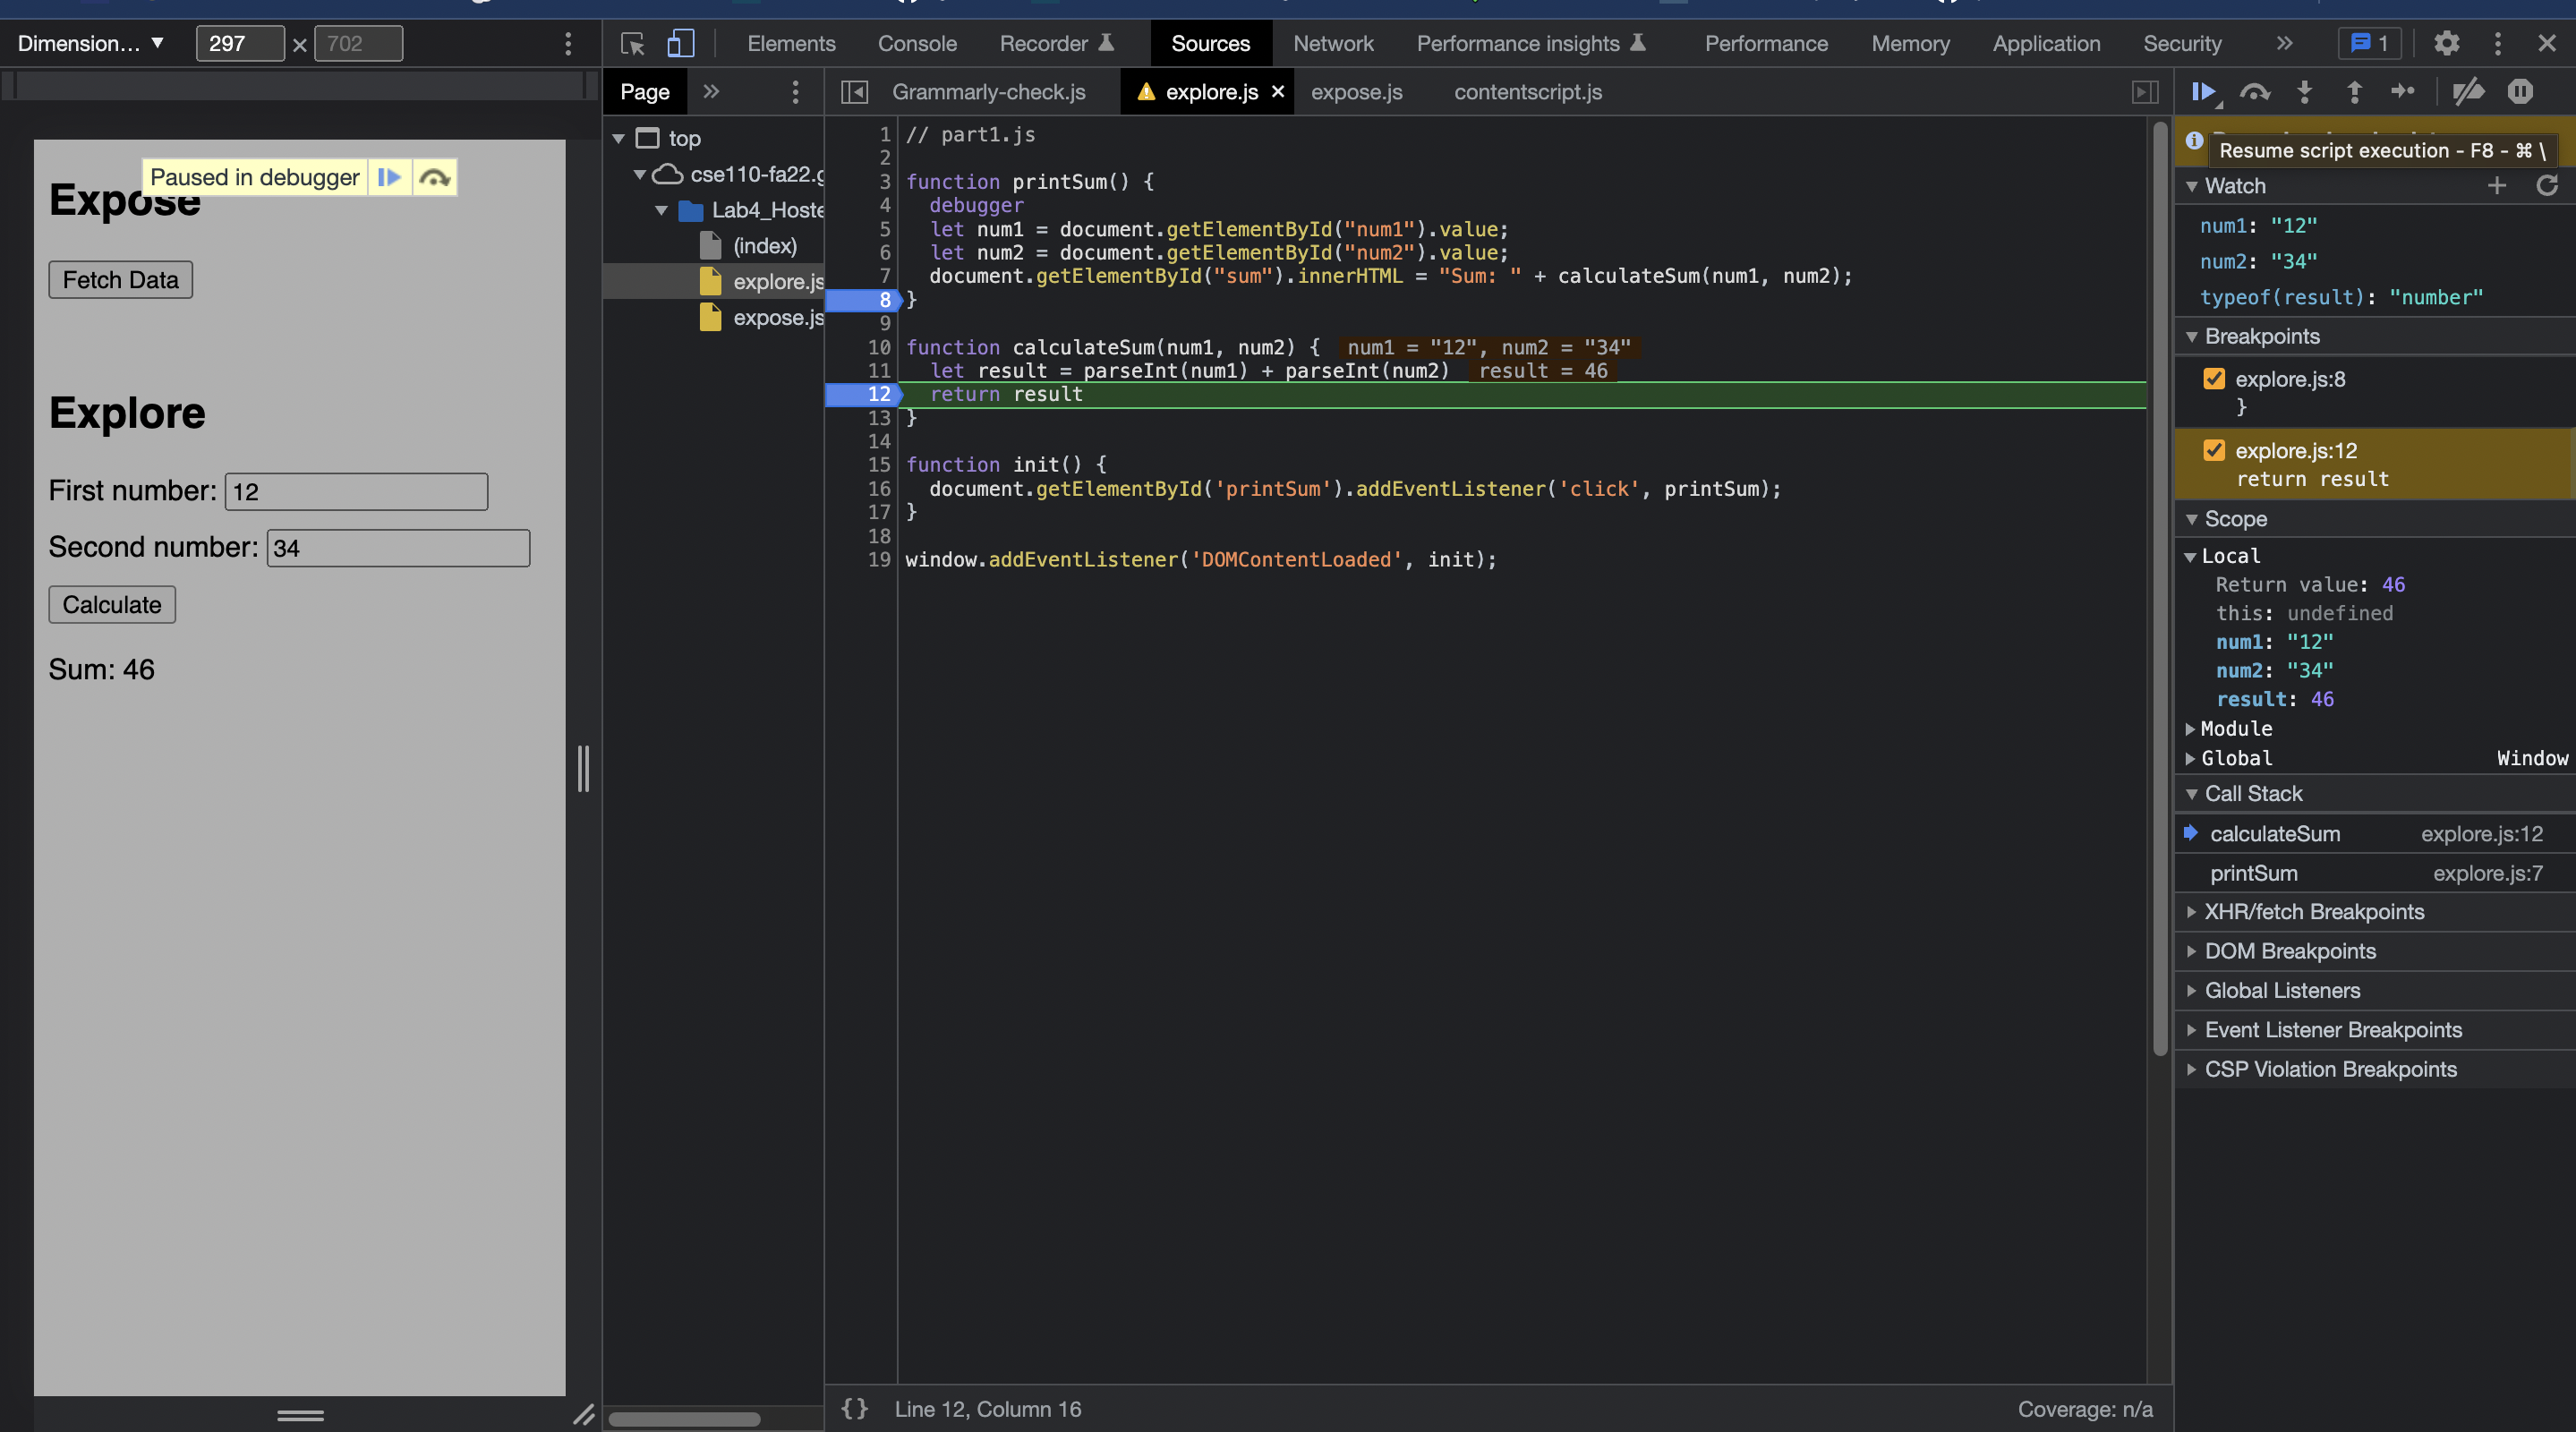 Dimension... ▼ 297 × 702
Elements Console Recorder Sources Network Performance insights Performance Memory Application Security » 1
Page »
Grammarly-check.js explore.js × expose.js contentscript.js
Paused in debugger
Expose
Fetch Data
Explore
First number: 12
Second number: 34
Calculate
Sum: 46
top
cse110-fa22.g
Lab4_Hoste
(index)
explore.js
expose.js
1 // part1.js
2
3 function printSum() {
4 debugger
5 let num1 = document.getElementById("num1").value;
6 let num2 = document.getElementById("num2").value;
7 document.getElementById("sum").innerHTML = "Sum: " + calculateSum(num1, num2);
8 }
9
10 function calculateSum(num1, num2) { num1 = "12", num2 = "34"
11 let result = parseInt(num1) + parseInt(num2) result = 46
12 return result
13 }
14
15 function init() {
16 document.getElementById('printSum').addEventListener('click', printSum);
17 }
18
19 window.addEventListener('DOMContentLoaded', init);
{} Line 12, Column 16
Coverage: n/a
Resume script execution - F8 - ⌘ \
Watch
num1: "12"
num2: "34"
typeof(result): "number"
Breakpoints
explore.js:8
}
explore.js:12
return result
Scope
Local
Return value: 46
this: undefined
num1: "12"
num2: "34"
result: 46
Module
Global Window
Call Stack
calculateSum explore.js:12
printSum explore.js:7
XHR/fetch Breakpoints
DOM Breakpoints
Global Listeners
Event Listener Breakpoints
CSP Violation Breakpoints